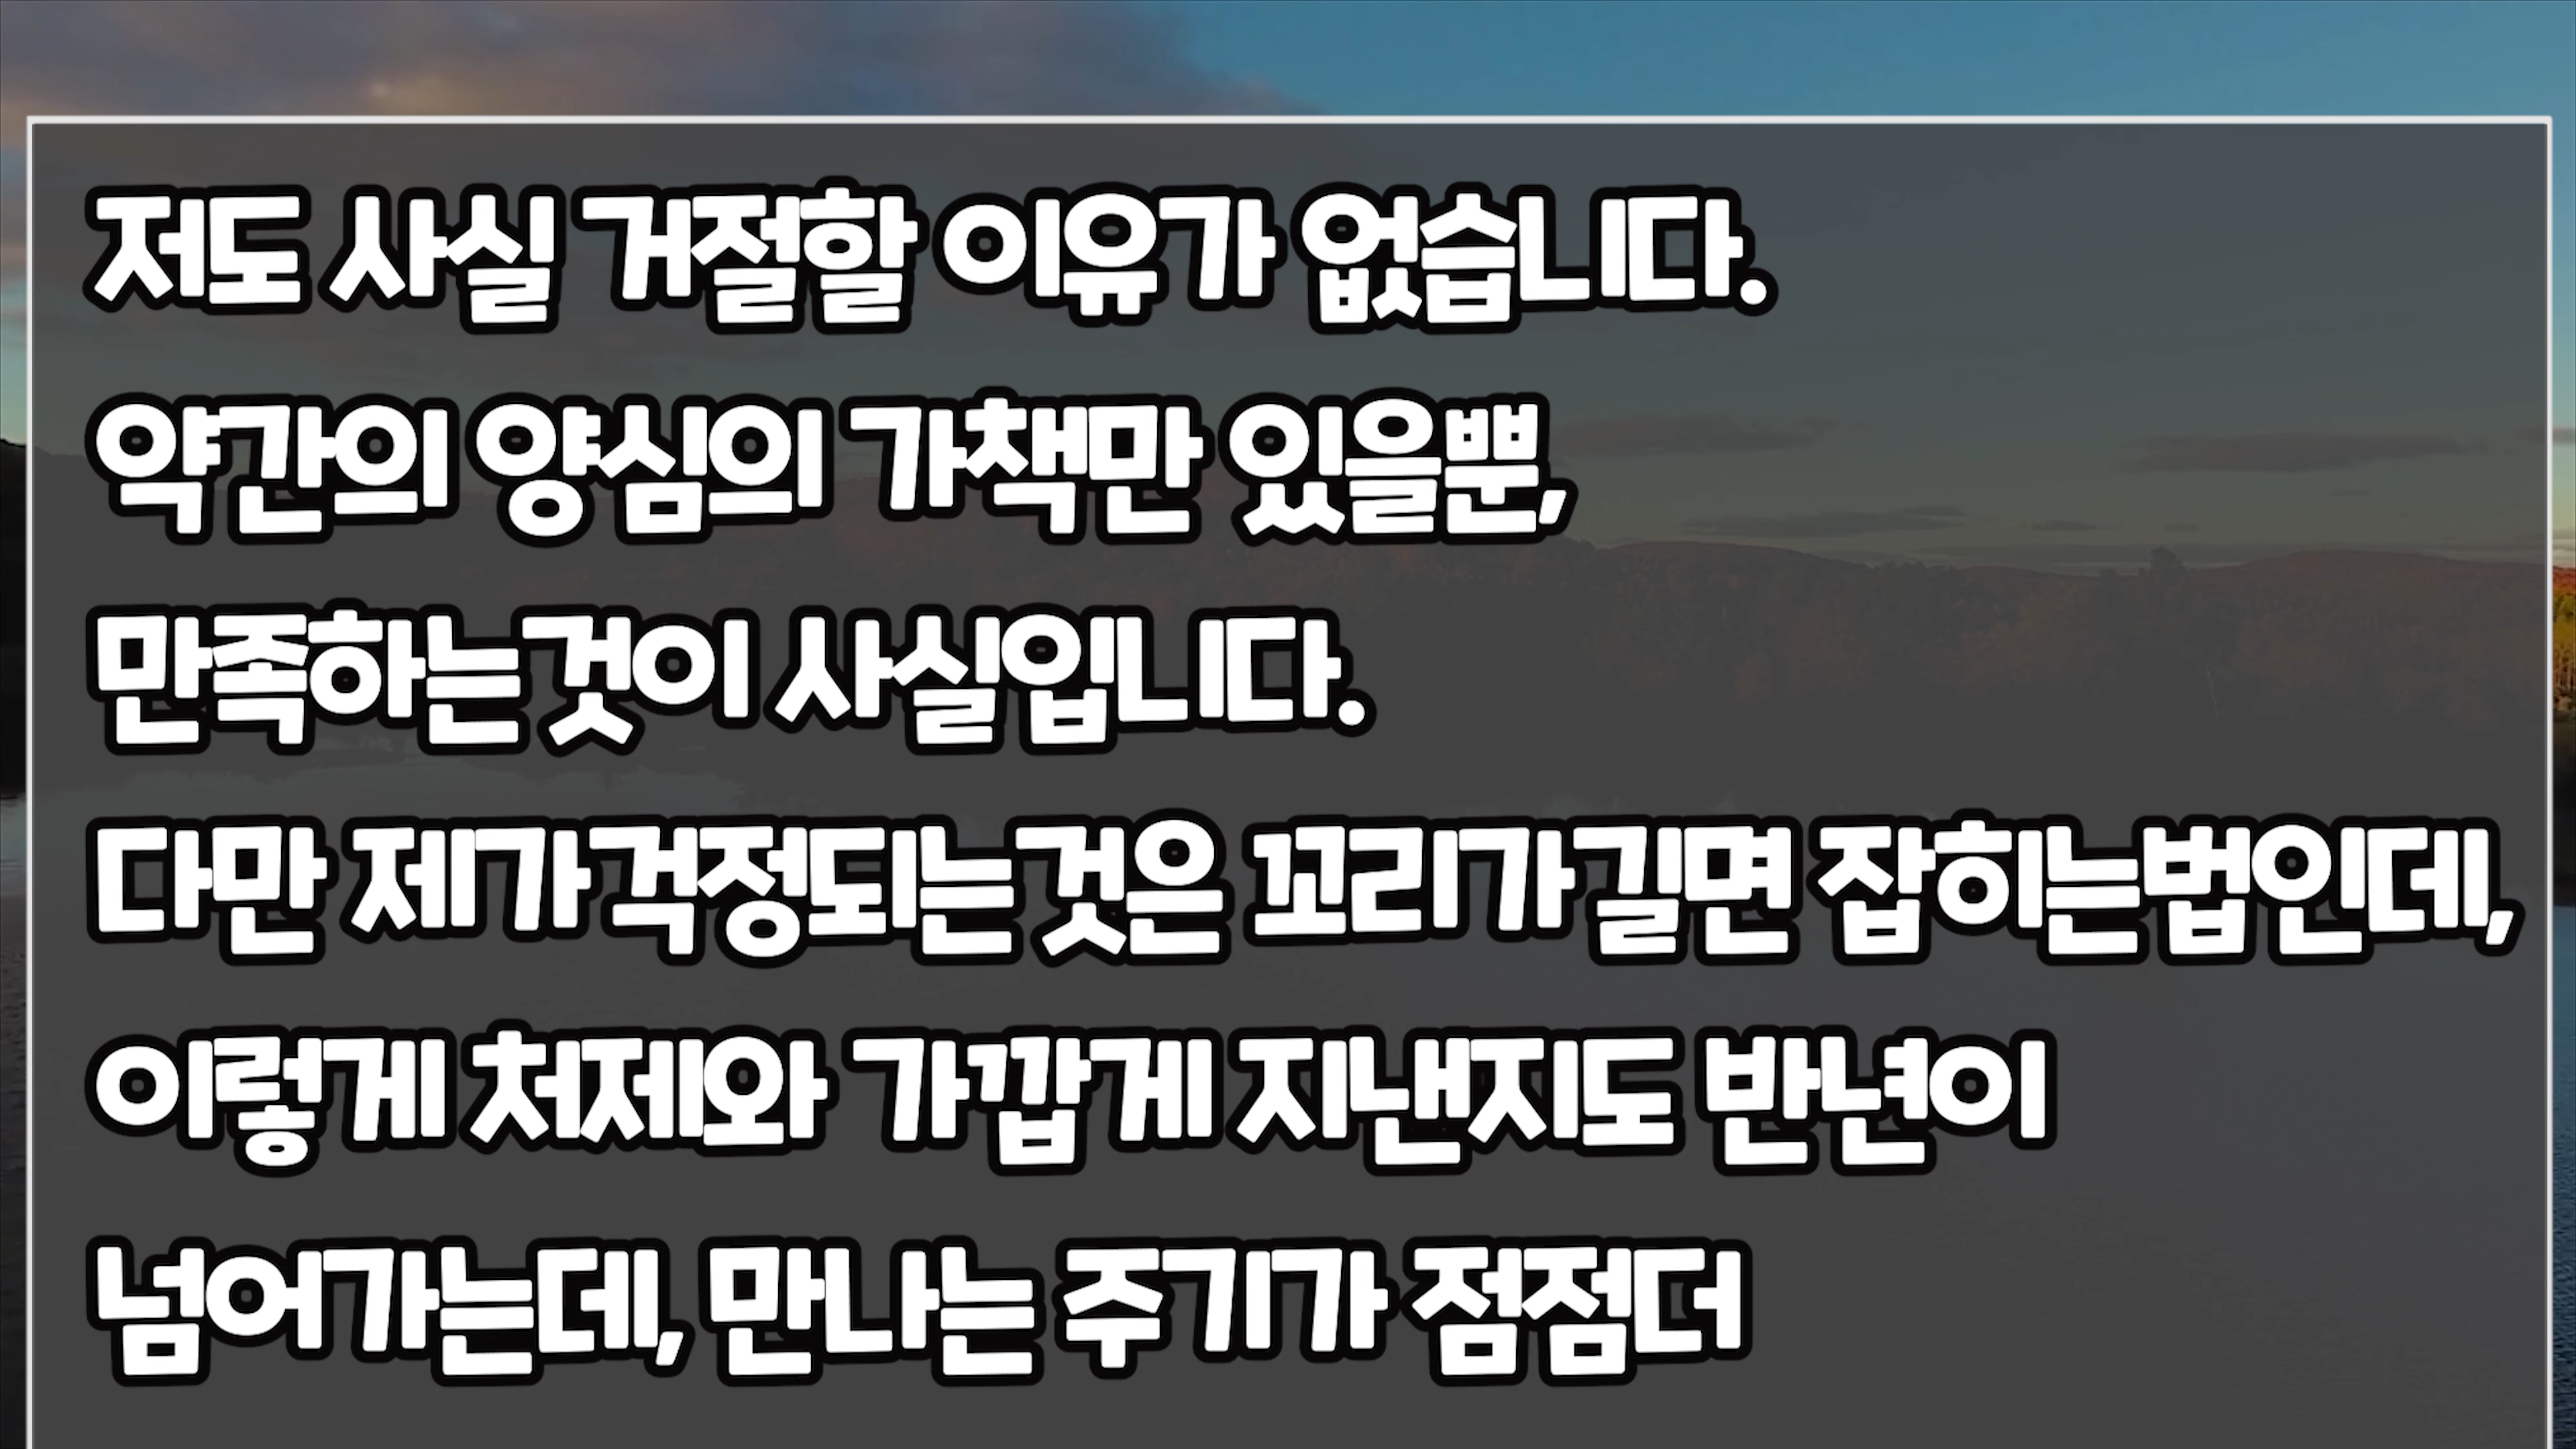 저도 사실 거절할 이유가 없습니다.
약간의 양심의 가책만 있을뿐,
만족하는것이 사실입니다.
다만 제가걱정되는것은 꼬리가길면 잡히는법인데,
이렇게 처제와 가깝게 지낸지도 반년이
넘어가는데, 만나는 주기가 점점더